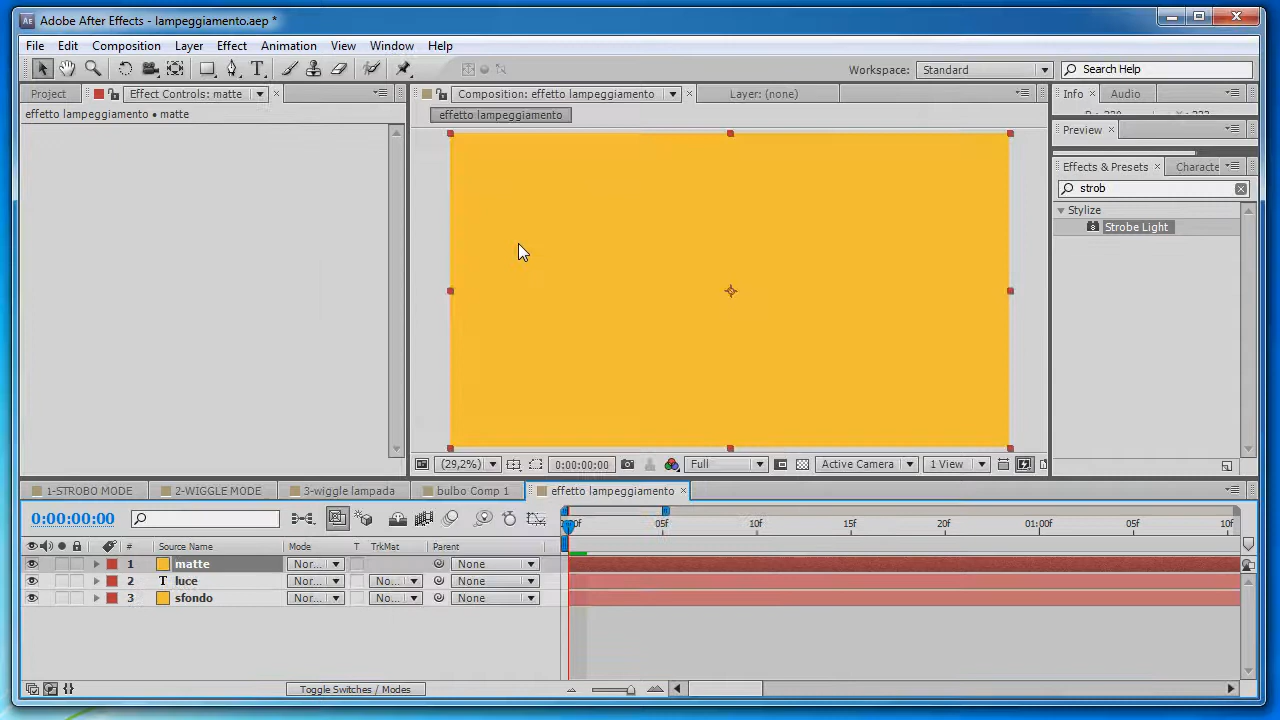 Adobe After Effects - lampeggiamento.aep *
File Edit Composition Layer Effect Animation View Window Help
Workspace: Standard Search Help
Project Effect Controls: matte Composition: effetto lampeggiamento Layer: (none) Info Audio
effetto lampeggiamento • matte
effetto lampeggiamento
Preview
Effects & Presets Characte
strob
Stylize
Strobe Light
(29,2%) 0:00:00:00 Full Active Camera 1 View
1-STROBO MODE 2-WIGGLE MODE 3-wiggle lampada bulbo Comp 1 effetto lampeggiamento
0:00:00:00
05f 10f 15f 20f 01:00f 05f 10f
# Source Name Mode T TrkMat Parent
1 matte Nor... None
2 T luce Nor... No... None
3 sfondo Nor... No... None
Toggle Switches / Modes